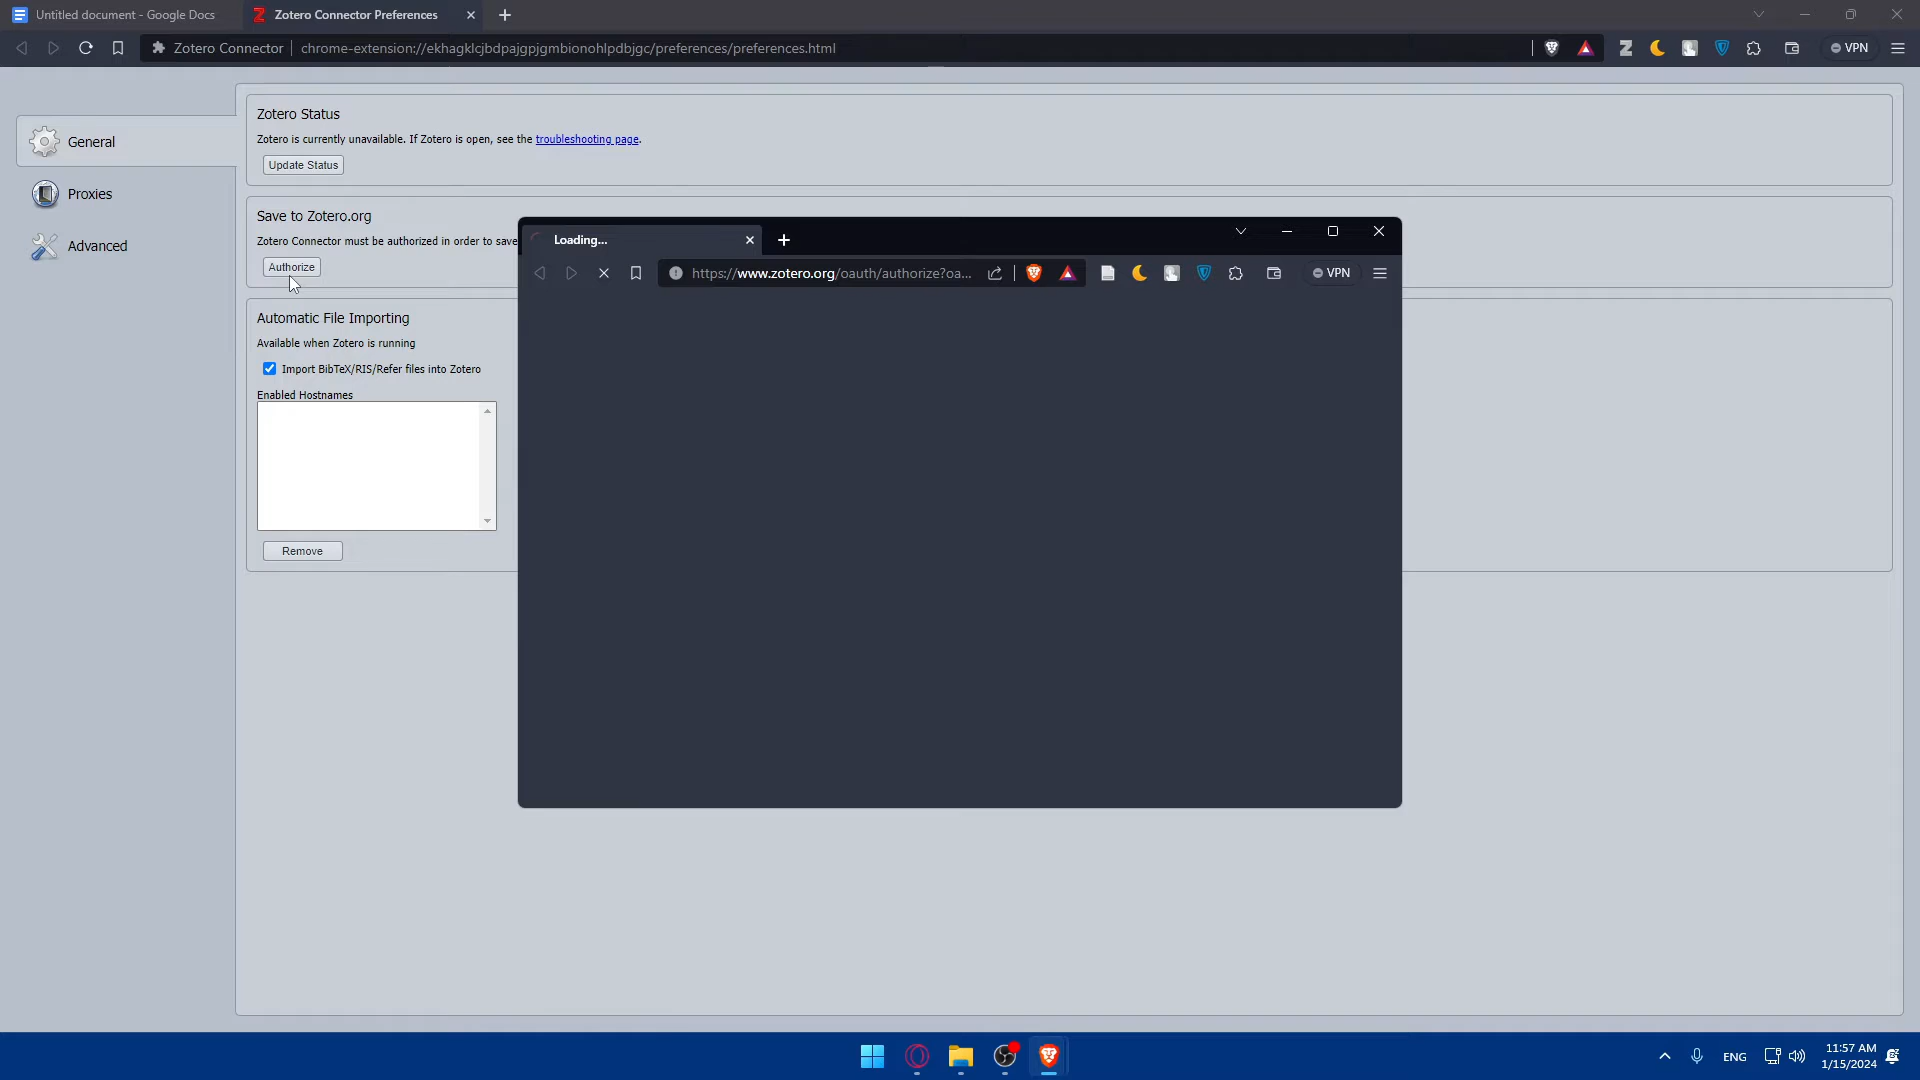 Untitled document - Google Docs
Zotero Connector Preferences
Zotero Connector
chrome-extension://ekhagklcjbdpajgpjgmbionohlpdbjgc/preferences/preferences.html
VPN
General
Proxies
Advanced
Zotero Status
Zotero is currently unavailable. If Zotero is open, see the troubleshooting page.
Update Status
Save to Zotero.org
Zotero Connector must be authorized in order to save
Authorize
Automatic File Importing
Available when Zotero is running
Import BibTeX/RIS/Refer files into Zotero
Enabled Hostnames
Remove
Loading...
https://www.zotero.org/oauth/authorize?oa...
VPN
ENG
11:57 AM
1/15/2024